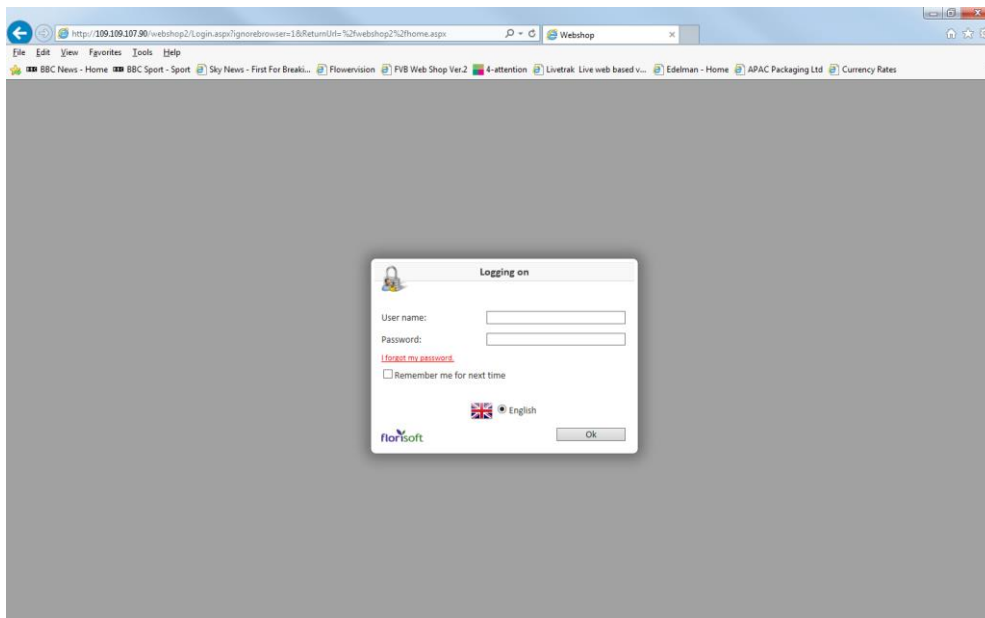 http://109.109.107.90/webshop2/Login.aspx?ignorebrowser=1&ReturnUrl=%2fwebshop2%2fhome.aspx
Webshop
File Edit View Favorites Tools Help
BBC News - Home BBC Sport - Sport Sky News - First For Breaki... Flowervision FVB Web Shop Ver.2 4-attention Livetrak Live web based v... Edelman - Home APAC Packaging Ltd Currency Rates
Logging on
User name:
Password:
I forgot my password.
Remember me for next time
English
florisoft
Ok